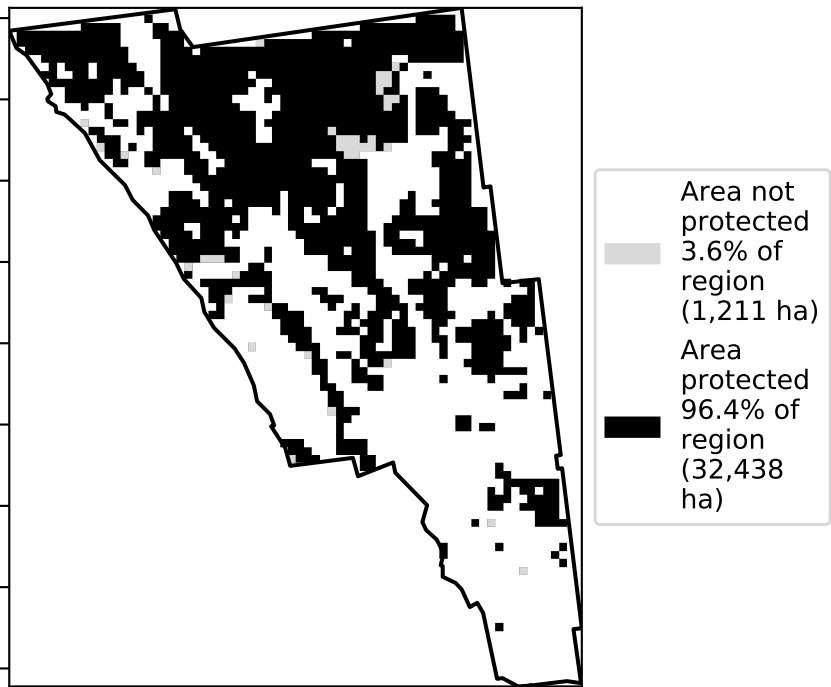 Area not
protected
3.6% of
region
(1,211 ha)
Area
protected
96.4% of
region
(32,438
ha)